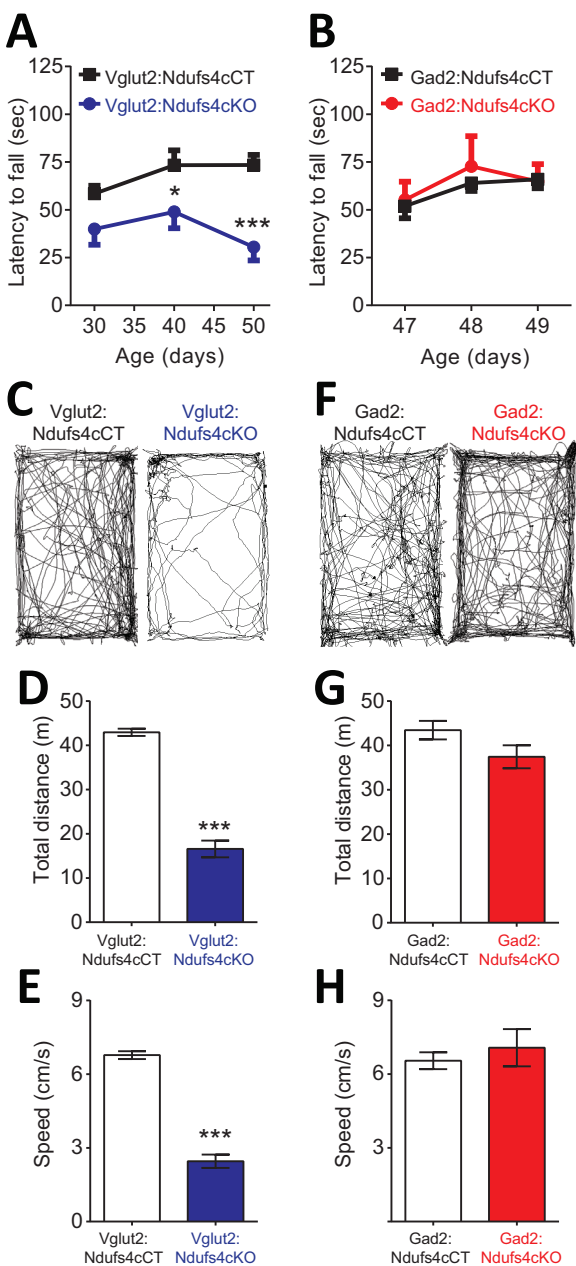 A
Latency to fall (sec)
125
100
75
50
25
0
Vglut2:Ndufs4cCT
Vglut2:Ndufs4cKO
*
***
30 35 40 45 50
Age (days)
B
Latency to fall (sec)
125
100
75
50
25
0
Gad2:Ndufs4cCT
Gad2:Ndufs4cKO
47 48 49
Age (days)
C
Vglut2:
Ndufs4cCT
Vglut2:
Ndufs4cKO
F
Gad2:
Ndufs4cCT
Gad2:
Ndufs4cKO
D
Total distance (m)
50
40
30
20
10
0
***
Vglut2:
Ndufs4cCT
Vglut2:
Ndufs4cKO
G
Total distance (m)
50
40
30
20
10
0
Gad2:
Ndufs4cCT
Gad2:
Ndufs4cKO
E
Speed (cm/s)
9
6
3
0
***
Vglut2:
Ndufs4cCT
Vglut2:
Ndufs4cKO
H
Speed (cm/s)
9
6
3
Gad2:
Ndufs4cCT
Gad2:
Ndufs4cKO